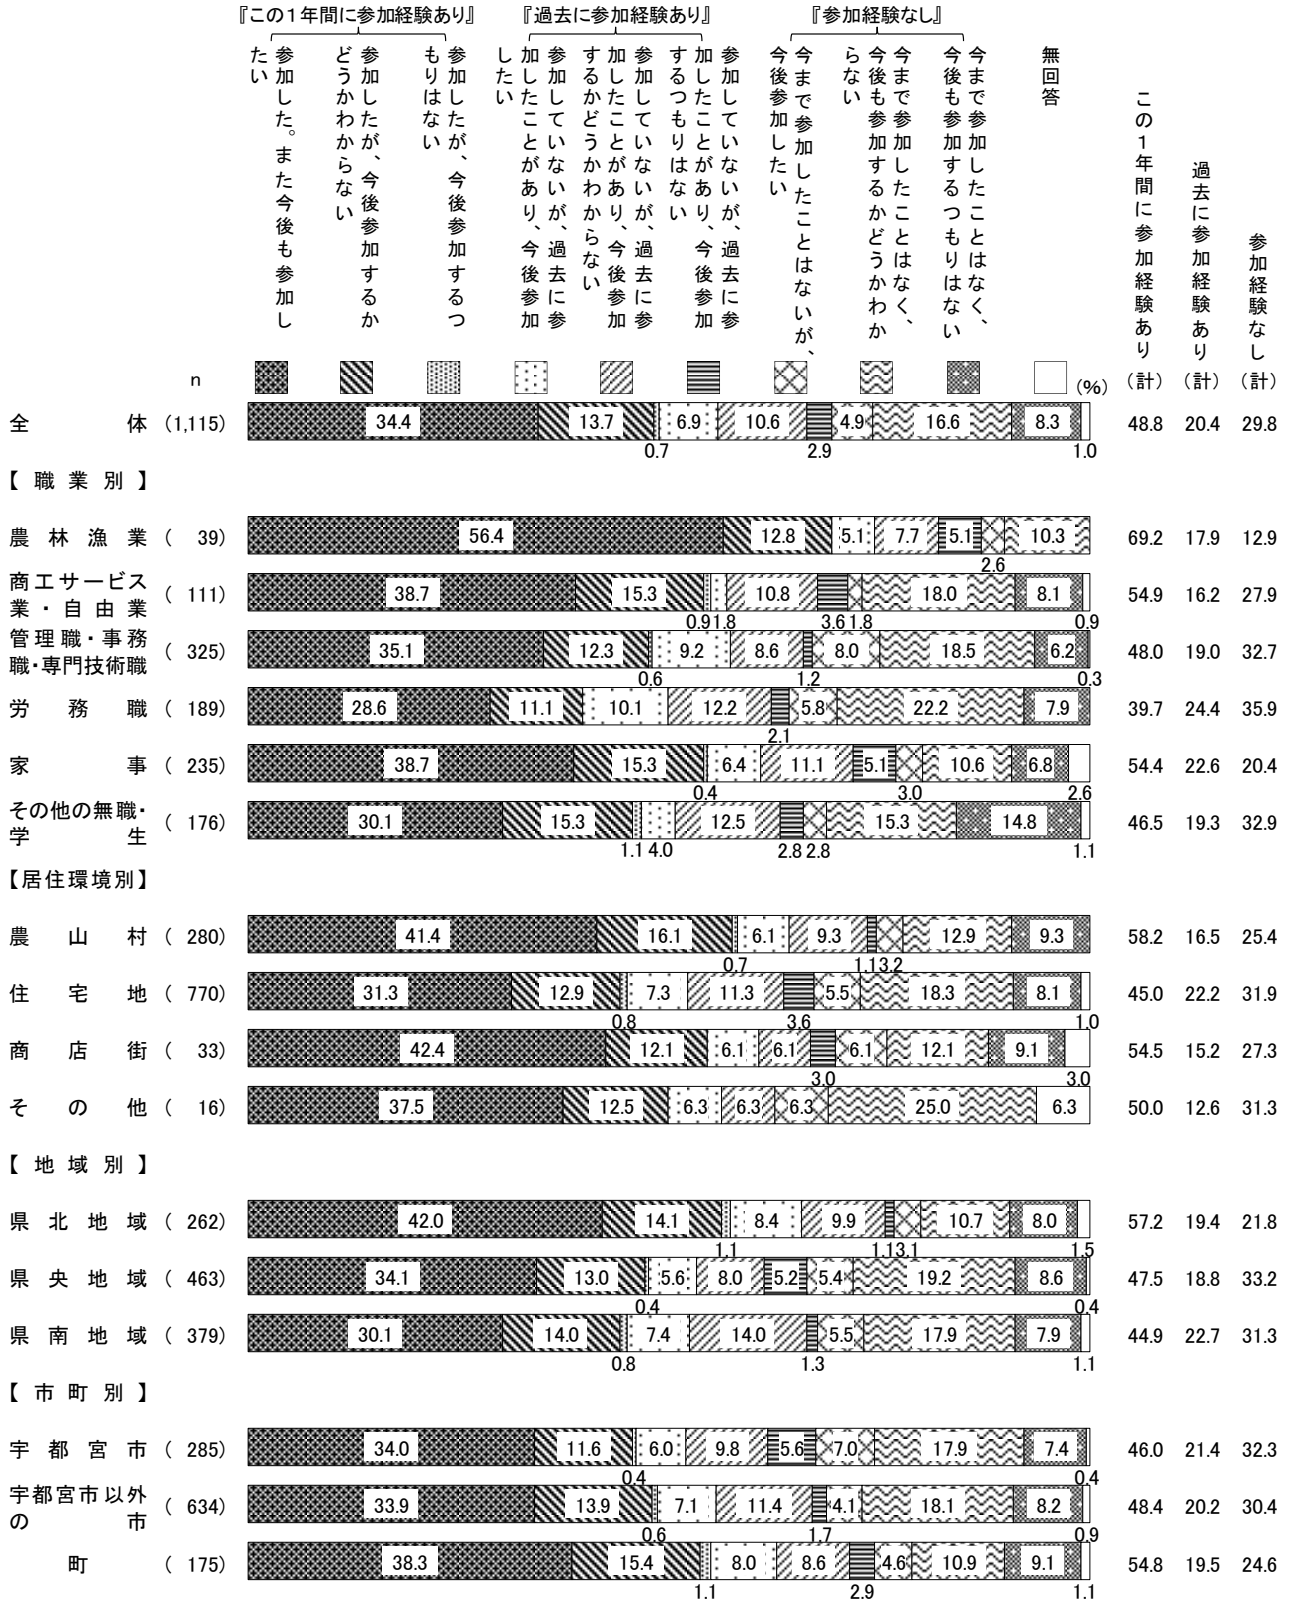 『この１年間に参加経験あり』　『過去に参加経験あり』　『参加経験なし』
参加した。また今後も参加し
たい
参加したが、今後参加するか
どうかわからない
参加したが、今後参加するつ
もりはない
参加していないが、過去に参
加したことがあり、今後参加
したい
参加していないが、過去に参
加したことがあり、今後参加
するかどうかわからない
参加していないが、過去に参
加したことがあり、今後参加
するつもりはない
今まで参加したことはないが、
今後参加したい
今まで参加したことはなく、
今後も参加するかどうかわか
らない
今まで参加したことはなく、
今後も参加するつもりはない
無回答
この１年間に参加経験あり
過去に参加経験あり
参加経験なし
n (%) (計) (計) (計)
全体 (1,115) 34.4 13.7 6.9 10.6 4.9 16.6 8.3 48.8 20.4 29.8
0.7 2.9 1.0
【職業別】
農林漁業 ( 39) 56.4 12.8 5.1 7.7 5.1 10.3 69.2 17.9 12.9
2.6
商工サービス
業・自由業 ( 111) 38.7 15.3 10.8 18.0 8.1 54.9 16.2 27.9
0.9 1.8 3.6 1.8 0.9
管理職・事務
職・専門技術職 ( 325) 35.1 12.3 9.2 8.6 8.0 18.5 6.2 48.0 19.0 32.7
0.6 1.2 0.3
労務職 ( 189) 28.6 11.1 10.1 12.2 5.8 22.2 7.9 39.7 24.4 35.9
2.1
家事 ( 235) 38.7 15.3 6.4 11.1 5.1 10.6 6.8 54.4 22.6 20.4
0.4 3.0 2.6
その他の無職・
学生 ( 176) 30.1 15.3 12.5 15.3 14.8 46.5 19.3 32.9
1.1 4.0 2.8 2.8 1.1
【居住環境別】
農山村 ( 280) 41.4 16.1 6.1 9.3 12.9 9.3 58.2 16.5 25.4
0.7 1.1 3.2
住宅地 ( 770) 31.3 12.9 7.3 11.3 5.5 18.3 8.1 45.0 22.2 31.9
0.8 3.6 1.0
商店街 ( 33) 42.4 12.1 6.1 6.1 6.1 12.1 9.1 54.5 15.2 27.3
3.0 3.0
その他 ( 16) 37.5 12.5 6.3 6.3 6.3 25.0 6.3 50.0 12.6 31.3
【地域別】
県北地域 ( 262) 42.0 14.1 8.4 9.9 10.7 8.0 57.2 19.4 21.8
1.1 1.1 3.1 1.5
県央地域 ( 463) 34.1 13.0 5.6 8.0 5.2 5.4 19.2 8.6 47.5 18.8 33.2
0.4 0.4
県南地域 ( 379) 30.1 14.0 7.4 14.0 5.5 17.9 7.9 44.9 22.7 31.3
0.8 1.3 1.1
【市町別】
宇都宮市 ( 285) 34.0 11.6 6.0 9.8 5.6 7.0 17.9 7.4 46.0 21.4 32.3
0.4 0.4
宇都宮市以外
の市 ( 634) 33.9 13.9 7.1 11.4 4.1 18.1 8.2 48.4 20.2 30.4
0.6 1.7 0.9
町 ( 175) 38.3 15.4 8.0 8.6 4.6 10.9 9.1 54.8 19.5 24.6
1.1 2.9 1.1